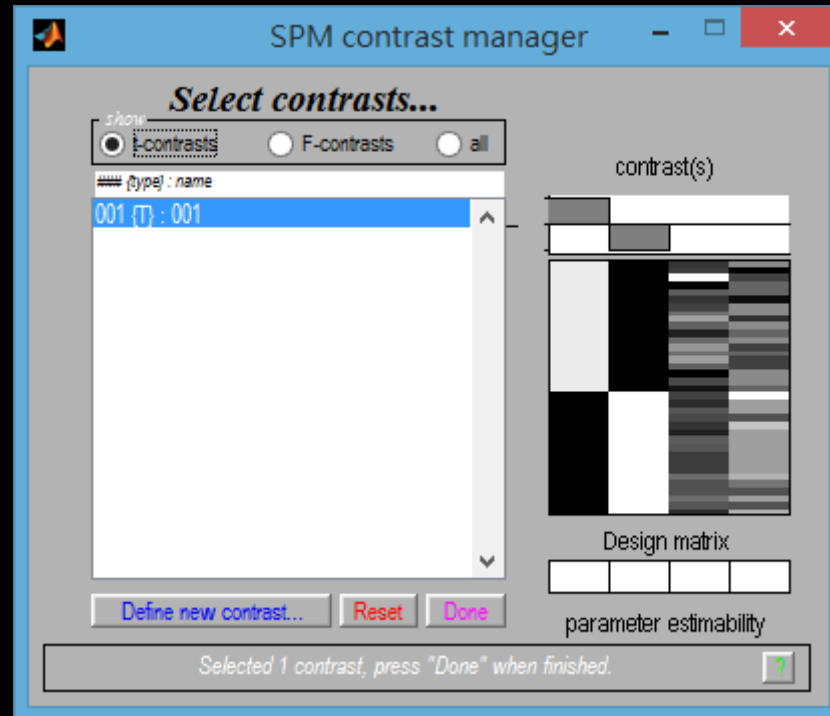 SPM contrast manager
Select contrasts...
show
t-contrasts F-contrasts all
### {type} : name
001 {T} : 001
contrast(s)
Design matrix
parameter estimability
Define new contrast... Reset Done
Selected 1 contrast, press "Done" when finished. ?